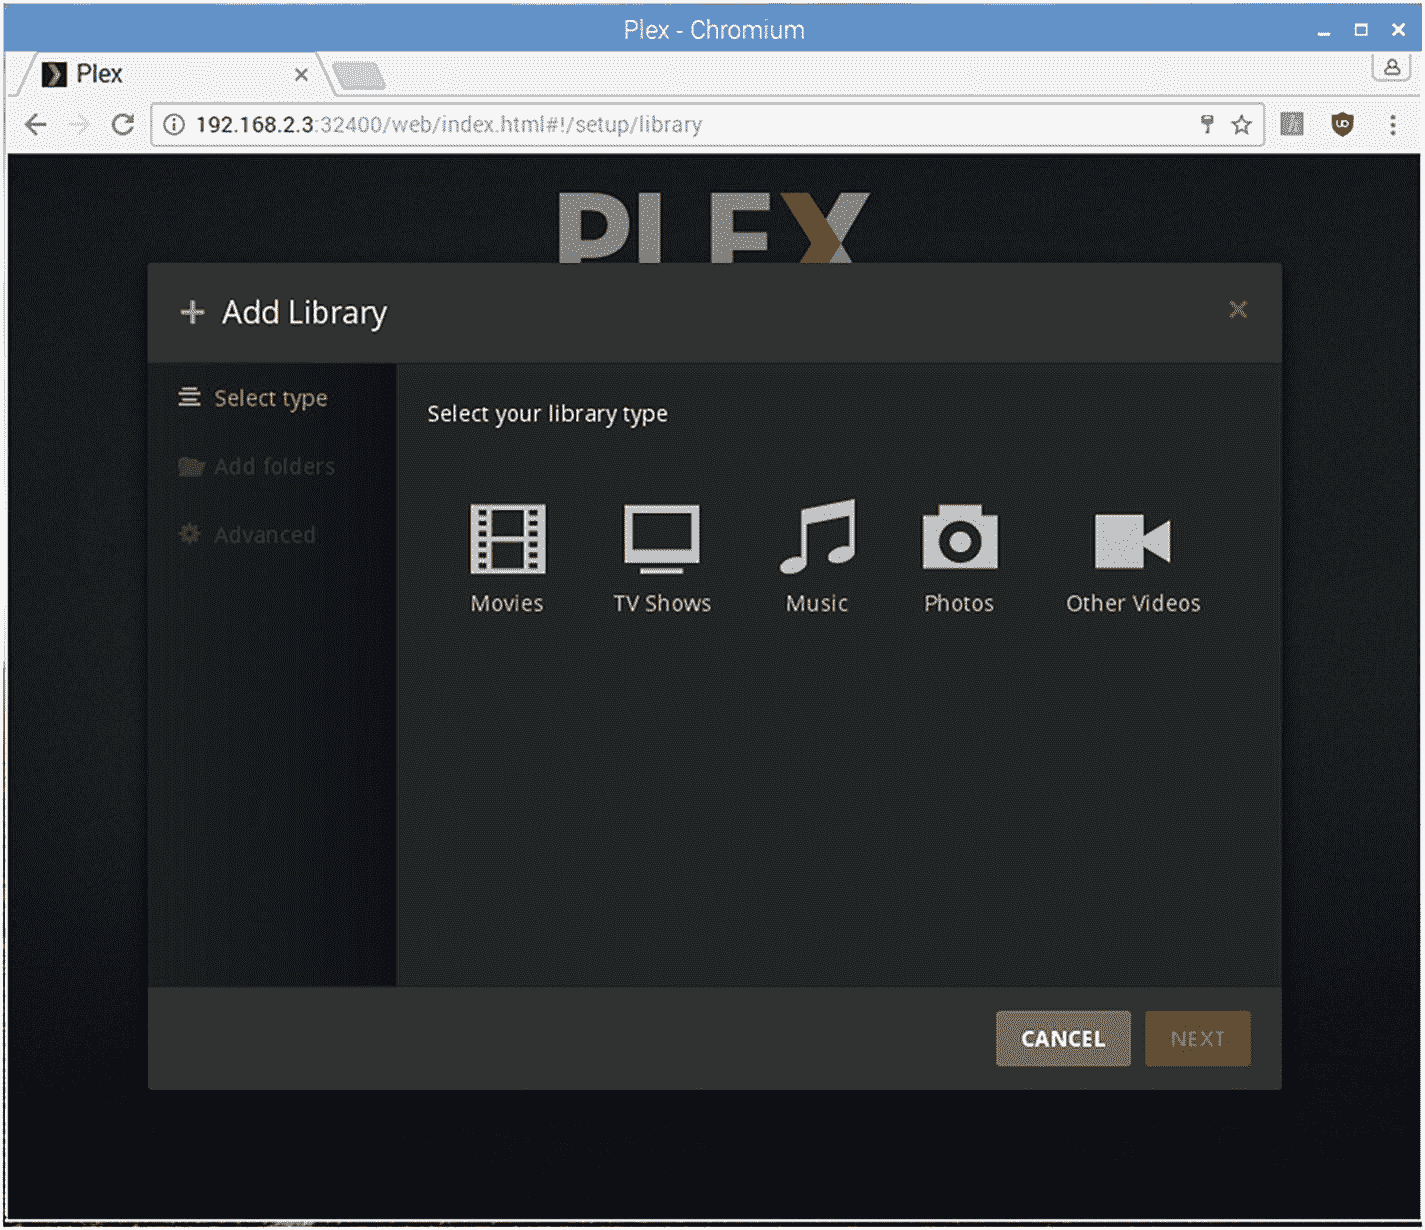 Plex - Chromium
Plex
192.168.2.3:32400/web/index.html#!/setup/library
PLEX
+ Add Library
Select type
Select your library type
Add folders
Advanced
Movies TV Shows Music Photos Other Videos
CANCEL NEXT